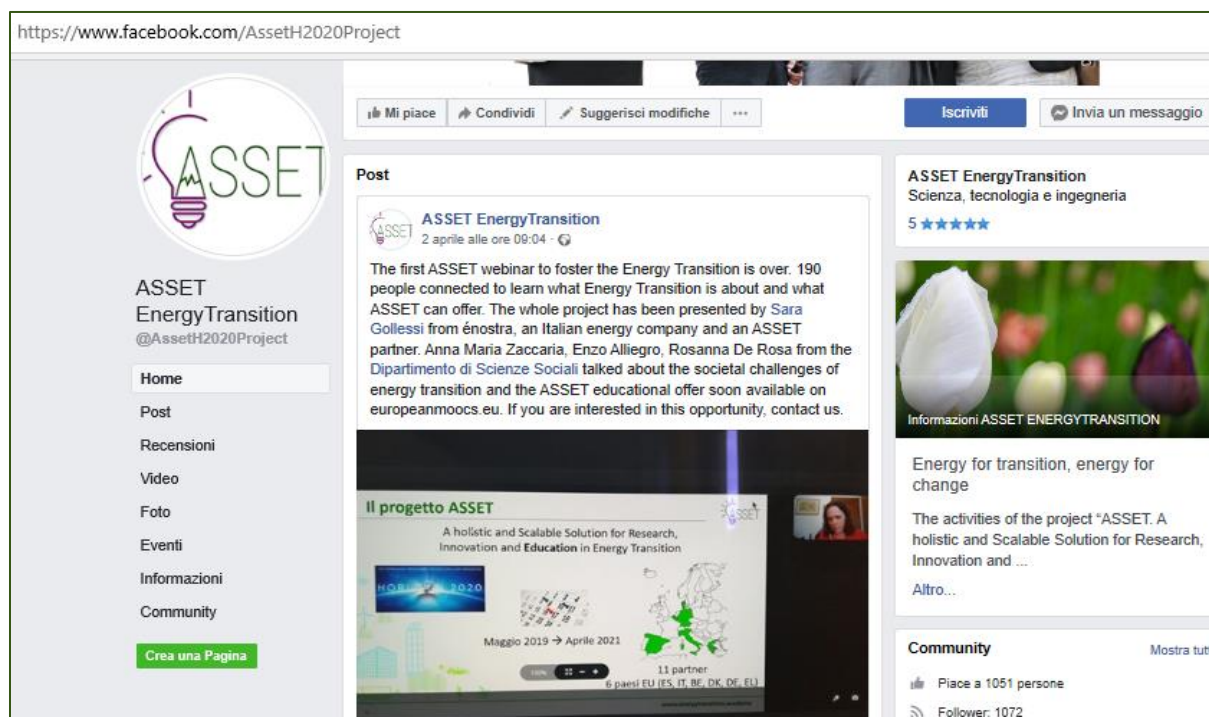 https://www.facebook.com/AssetH2020Project
ASSET
ASSET
EnergyTransition
@AssetH2020Project
Home
Post
Recensioni
Video
Foto
Eventi
Informazioni
Community
Crea una Pagina
Mi piace
Condividi
Suggerisci modifiche
Iscriviti
Invia un messaggio
Post
ASSET
ASSET EnergyTransition
2 aprile alle ore 09:04 ·
The first ASSET webinar to foster the Energy Transition is over. 190
people connected to learn what Energy Transition is about and what
ASSET can offer. The whole project has been presented by Sara
Gollessi from énostra, an Italian energy company and an ASSET
partner. Anna Maria Zaccaria, Enzo Alliegro, Rosanna De Rosa from the
Dipartimento di Scienze Sociali talked about the societal challenges of
energy transition and the ASSET educational offer soon available on
europeanmoocs.eu. If you are interested in this opportunity, contact us.
Il progetto ASSET
ASSET
A holistic and Scalable Solution for Research,
Innovation and Education in Energy Transition
HORIZON 2020
Maggio 2019 → Aprile 2021
11 partner
6 paesi EU (ES, IT, BE, DK, DE, EL)
ASSET EnergyTransition
Scienza, tecnologia e ingegneria
5 ★★★★★
Informazioni ASSET ENERGYTRANSITION
Energy for transition, energy for
change
The activities of the project “ASSET. A
holistic and Scalable Solution for Research,
Innovation and ...
Altro...
Community
Mostra tutt
Piace a 1051 persone
Follower: 1072